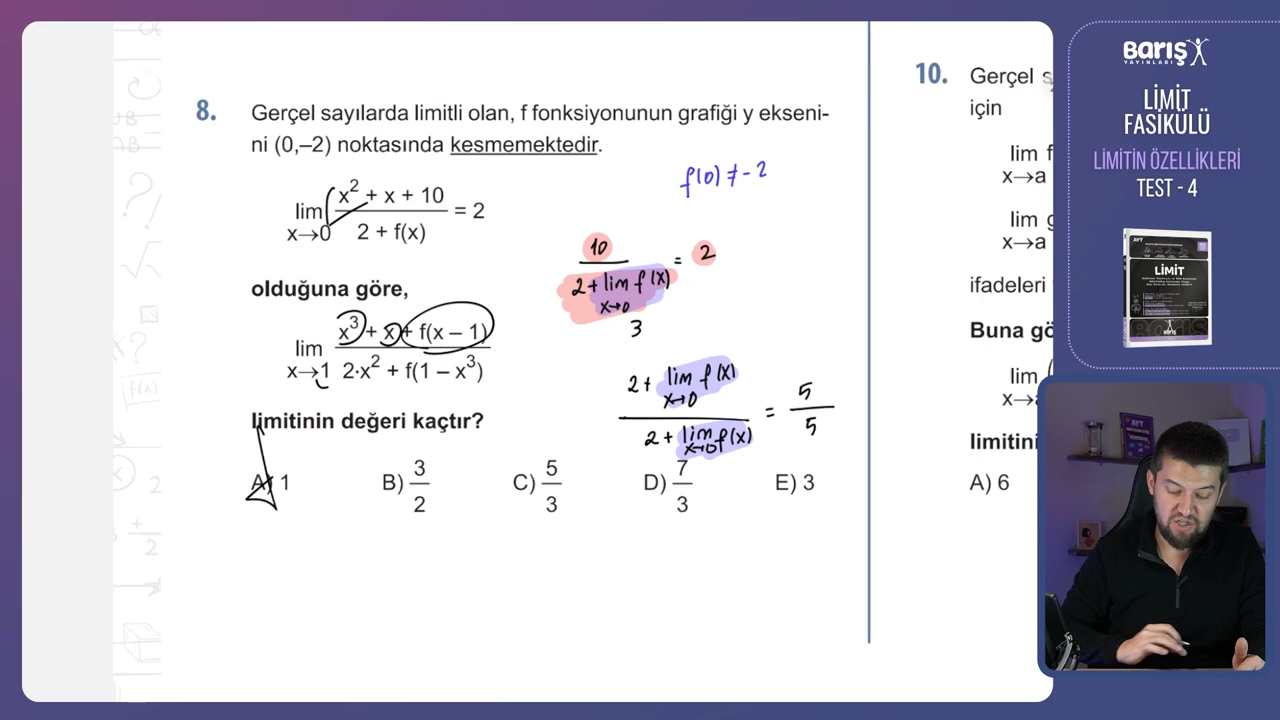 8.
Gerçel sayılarda limitli olan, f fonksiyonunun grafiği y ekseni-
ni (0,–2) noktasında kesmemektedir.
f(0) ≠ -2
lim x→0 (x² + x + 10)/(2 + f(x)) = 2
10/(2 + lim x→0 f(x)) = 2
3
olduğuna göre,
lim x→1 (x³ + x + f(x – 1))/(2·x² + f(1 – x³))
(2 + lim x→0 f(x))/(2 + lim x→0 f(x)) = 5/5
limitinin değeri kaçtır?
A) 1 B) 3/2 C) 5/3 D) 7/3 E) 3
10. Gerçel s
için
lim f
x→a
lim g
x→a
ifadeleri
Buna gö
lim (
x→a
limitini
A) 6
BARIŞ
YAYINLARI
LİMİT
FASİKÜLÜ
LİMİTİN ÖZELLİKLERİ
TEST - 4
AYT
LİMİT
BARIŞ